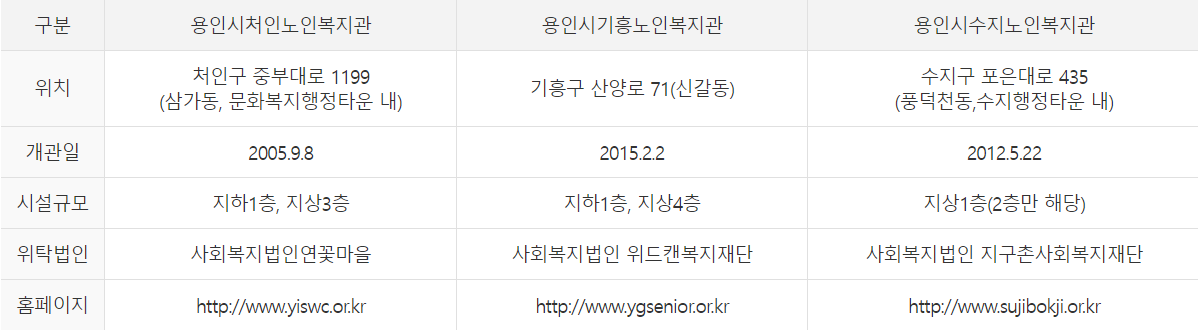 구분 용인시처인노인복지관 용인시기흥노인복지관 용인시수지노인복지관
위치 처인구 중부대로 1199 기흥구 산양로 71(신갈동) 수지구 포은대로 435
(삼가동, 문화복지행정타운 내) (풍덕천동,수지행정타운 내)
개관일 2005.9.8 2015.2.2 2012.5.22
시설규모 지하1층, 지상3층 지하1층, 지상4층 지상1층(2층만 해당)
위탁법인 사회복지법인연꽃마을 사회복지법인 위드캔복지재단 사회복지법인 지구촌사회복지재단
홈페이지 http://www.yiswc.or.kr http://www.ygsenior.or.kr http://www.sujibokji.or.kr